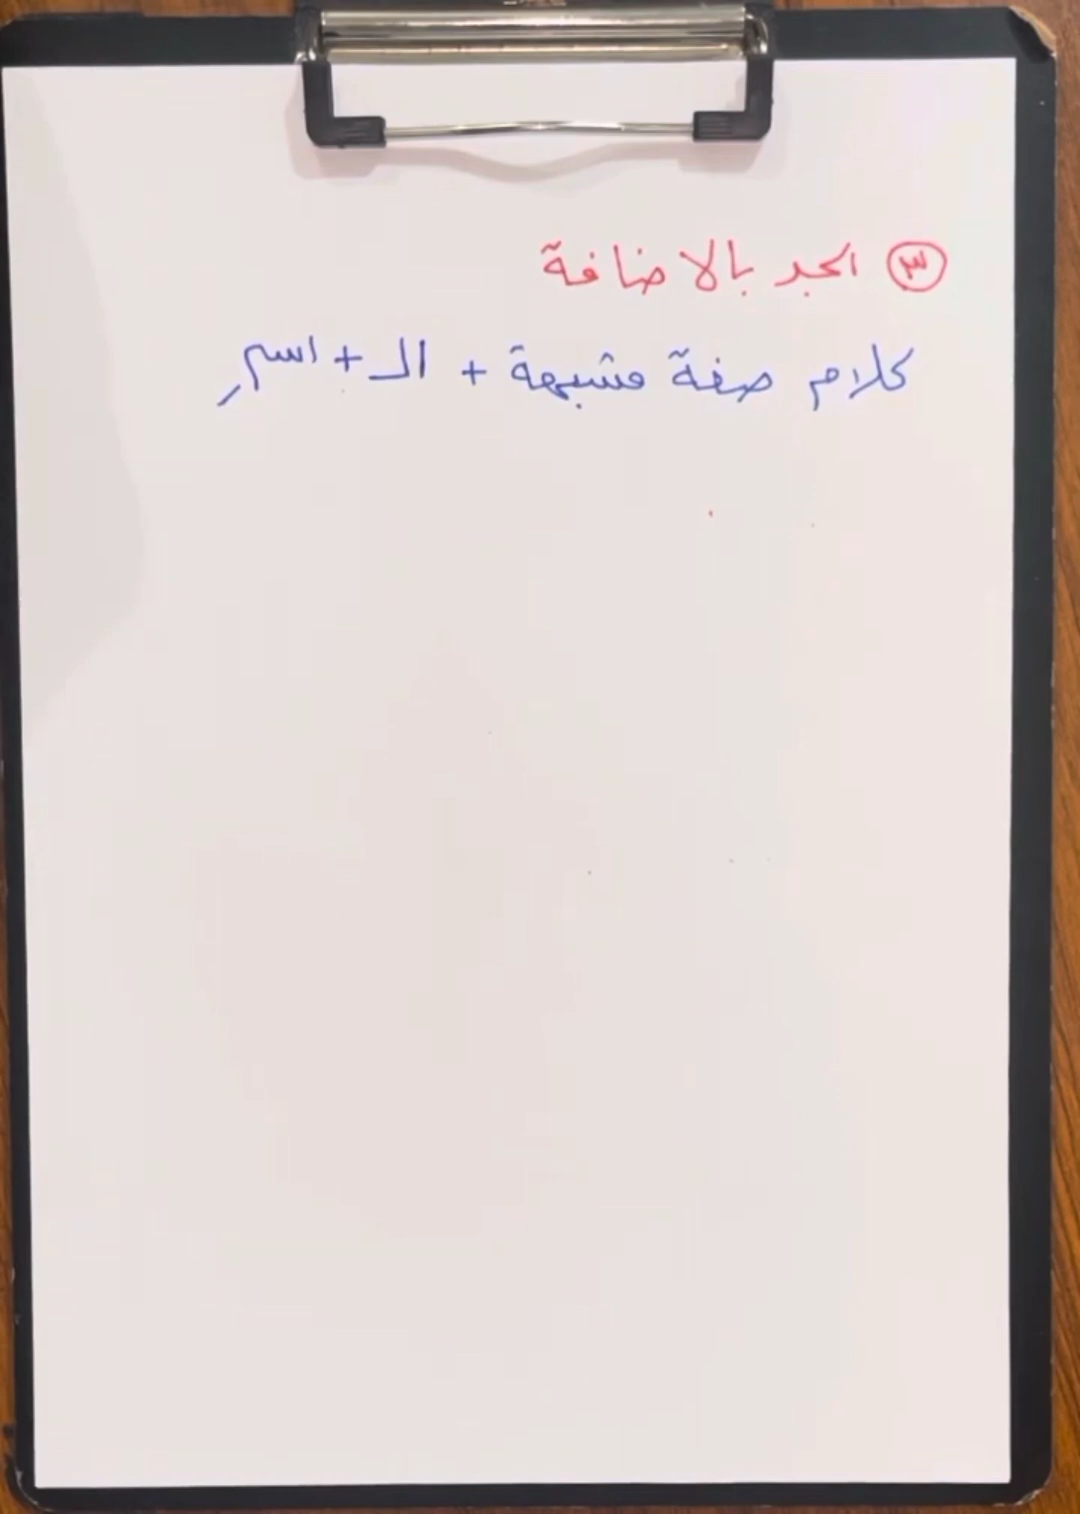 ٣ الجر بالاضافة
كلام صفة مشبهة + الـ + اسمِ